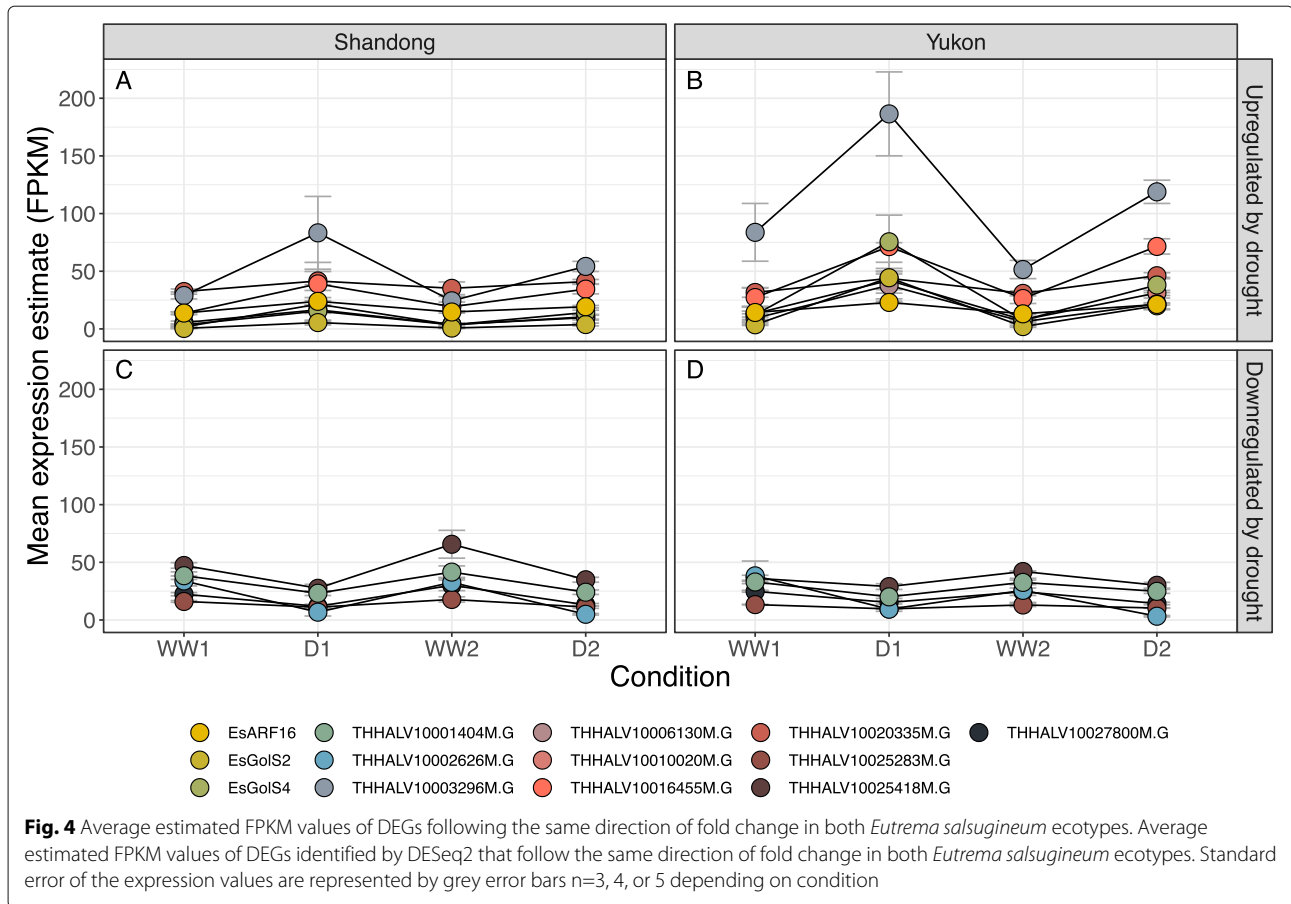 Shandong
Yukon
A
B
C
D
Upregulated by drought
Downregulated by drought
Mean expression estimate (FPKM)
200
150
100
50
0
200
150
100
50
0
WW1 D1 WW2 D2
WW1 D1 WW2 D2
Condition
EsARF16 THHALV10001404M.G THHALV10006130M.G THHALV10020335M.G THHALV10027800M.G
EsGolS2 THHALV10002626M.G THHALV10010020M.G THHALV10025283M.G
EsGolS4 THHALV10003296M.G THHALV10016455M.G THHALV10025418M.G
Fig. 4 Average estimated FPKM values of DEGs following the same direction of fold change in both Eutrema salsugineum ecotypes. Average
estimated FPKM values of DEGs identified by DESeq2 that follow the same direction of fold change in both Eutrema salsugineum ecotypes. Standard
error of the expression values are represented by grey error bars n=3, 4, or 5 depending on condition